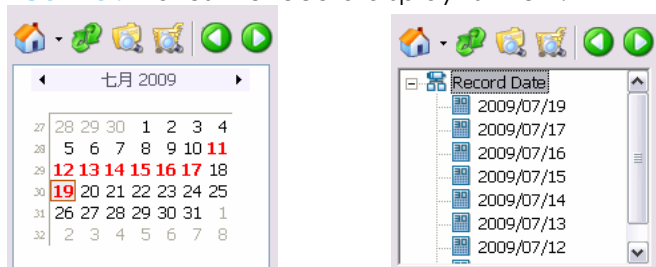 七月 2009
27 28 29 30 1 2 3 4
28 5 6 7 8 9 10 11
29 12 13 14 15 16 17 18
30 19 20 21 22 23 24 25
31 26 27 28 29 30 31 1
32 2 3 4 5 6 7 8
Record Date
2009/07/19
2009/07/17
2009/07/16
2009/07/15
2009/07/14
2009/07/13
2009/07/12